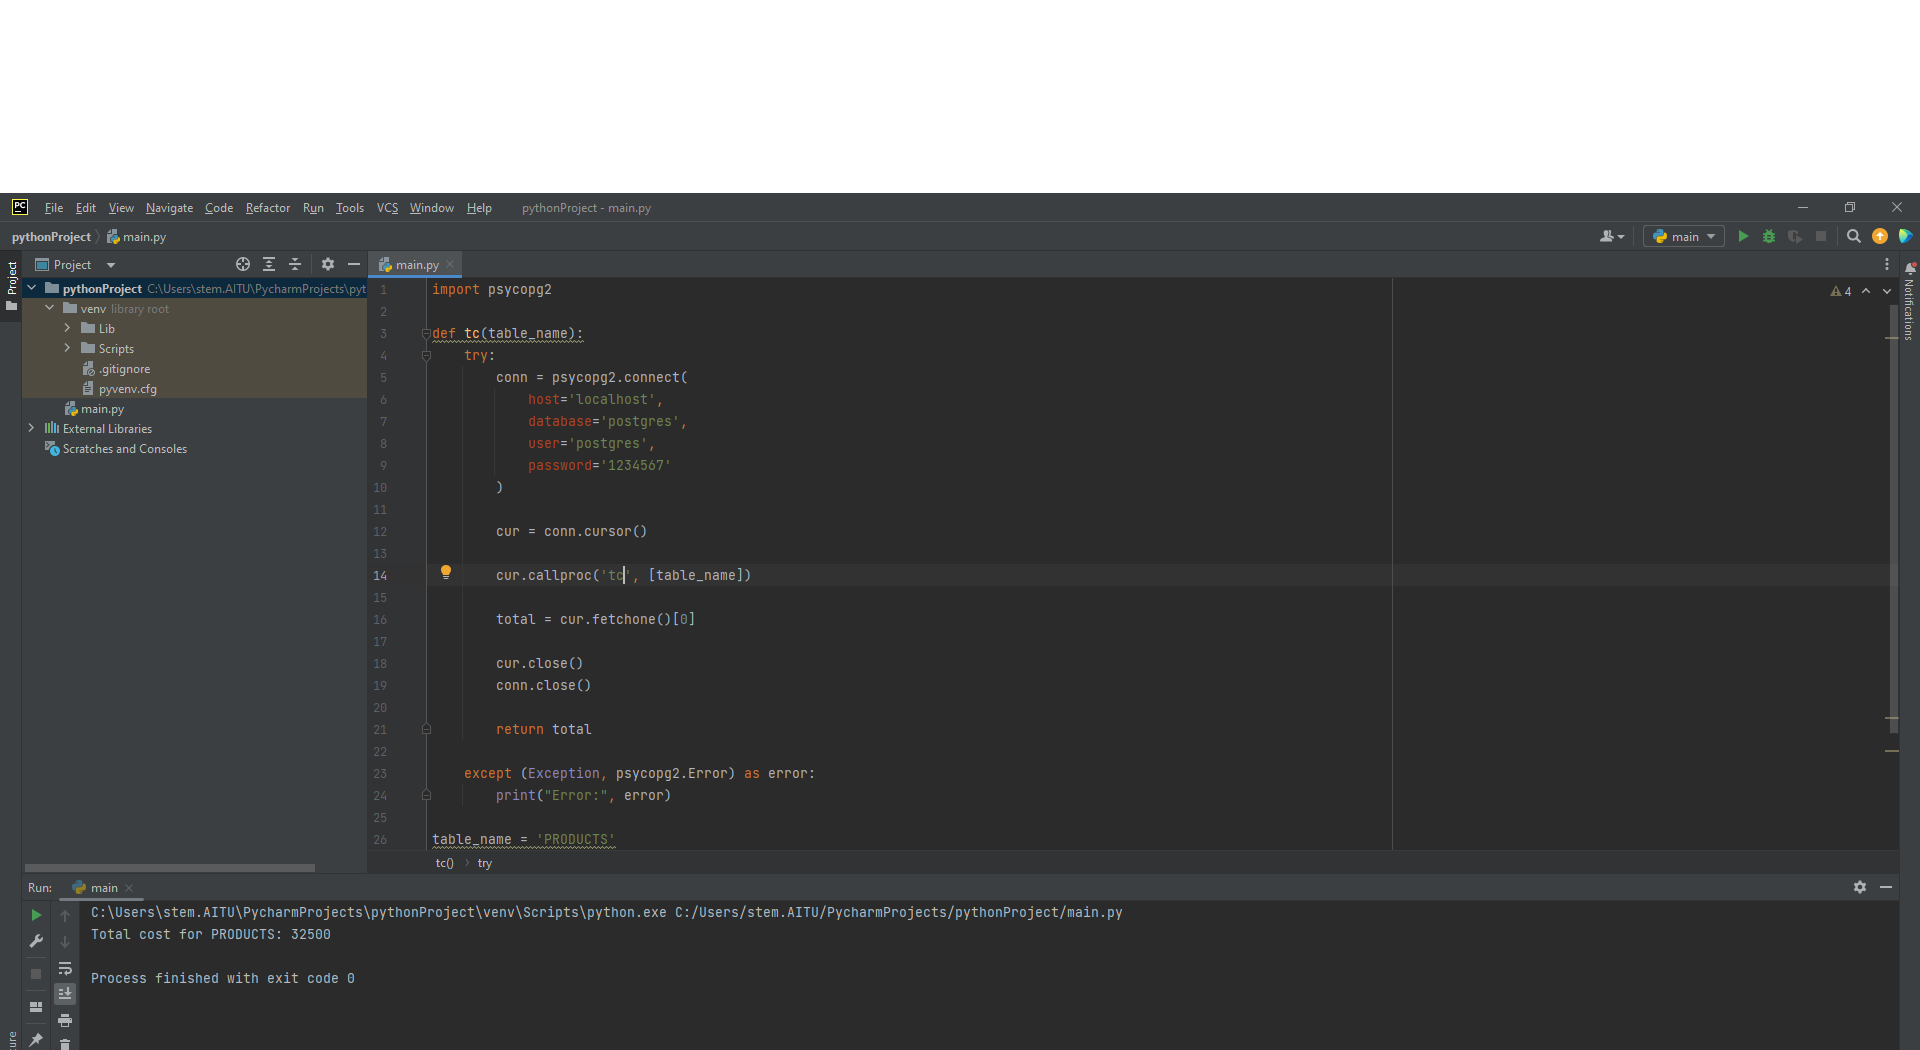 PC File Edit View Navigate Code Refactor Run Tools VCS Window Help pythonProject - main.py
pythonProject main.py main
Project
Project
main.py
pythonProject C:\Users\stem.AITU\PycharmProjects\pyt
venv library root
Lib
Scripts
.gitignore
pyvenv.cfg
main.py
External Libraries
Scratches and Consoles
4
Notifications
1 import psycopg2
2
3 def tc(table_name):
4 try:
5 conn = psycopg2.connect(
6 host='localhost',
7 database='postgres',
8 user='postgres',
9 password='1234567'
10 )
11
12 cur = conn.cursor()
13
14 cur.callproc('tc', [table_name])
15
16 total = cur.fetchone()[0]
17
18 cur.close()
19 conn.close()
20
21 return total
22
23 except (Exception, psycopg2.Error) as error:
24 print("Error:", error)
25
26 table_name = 'PRODUCTS'
tc() try
Run: main
C:\Users\stem.AITU\PycharmProjects\pythonProject\venv\Scripts\python.exe C:/Users/stem.AITU/PycharmProjects/pythonProject/main.py
Total cost for PRODUCTS: 32500
Process finished with exit code 0